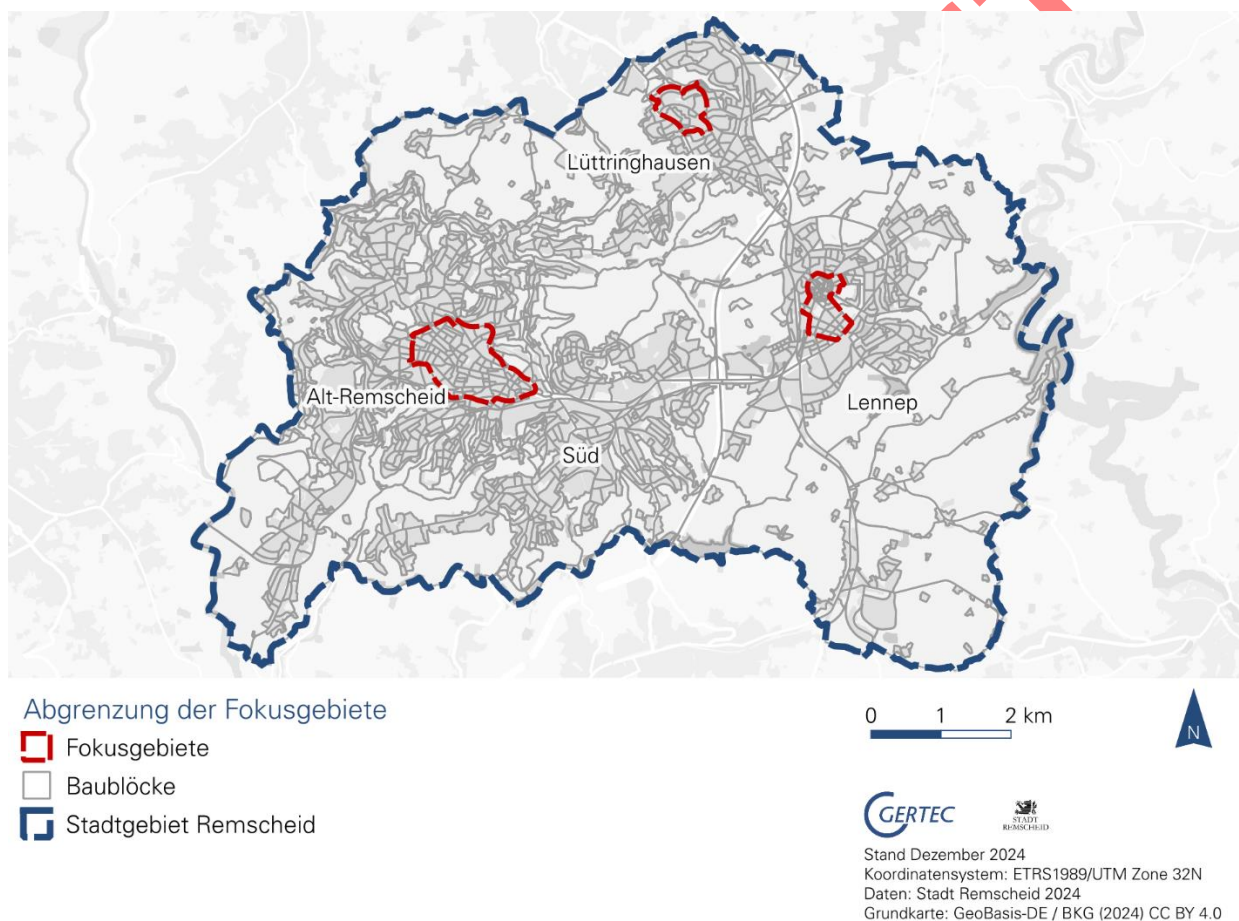 Lüttringhausen
Alt-Remscheid
Lennep
Süd
Abgrenzung der Fokusgebiete
Fokusgebiete
Baublöcke
Stadtgebiet Remscheid
0 1 2 km
N
GERTEC
STADT
REMSCHEID
Stand Dezember 2024
Koordinatensystem: ETRS1989/UTM Zone 32N
Daten: Stadt Remscheid 2024
Grundkarte: GeoBasis-DE / BKG (2024) CC BY 4.0